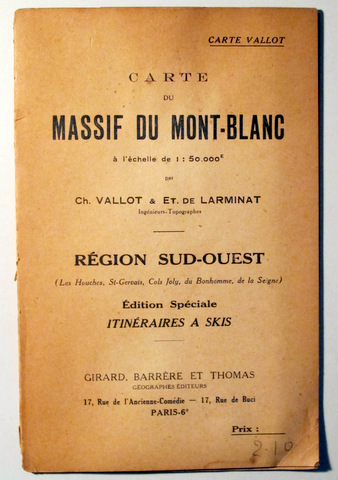 CARTE VALLOT
CARTE
DU
MASSIF DU MONT-BLANC
à l'échelle de 1 : 50.000e
par
CH. VALLOT & ET. DE LARMINAT
Ingénieurs-Topographes
RÉGION SUD-OUEST
(Les Houches, St-Gervais, Cols Joly, du Bonhomme, de la Seigne)
Édition Spéciale
ITINÉRAIRES A SKIS
GIRARD, BARRÈRE ET THOMAS
GÉOGRAPHES ÉDITEURS
17, Rue de l'Ancienne-Comédie — 17, Rue de Buci
PARIS-6e
Prix :